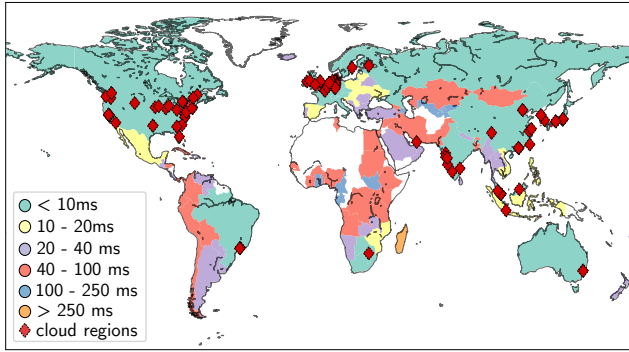 < 10ms
10 - 20ms
20 - 40 ms
40 - 100 ms
100 - 250 ms
> 250 ms
cloud regions